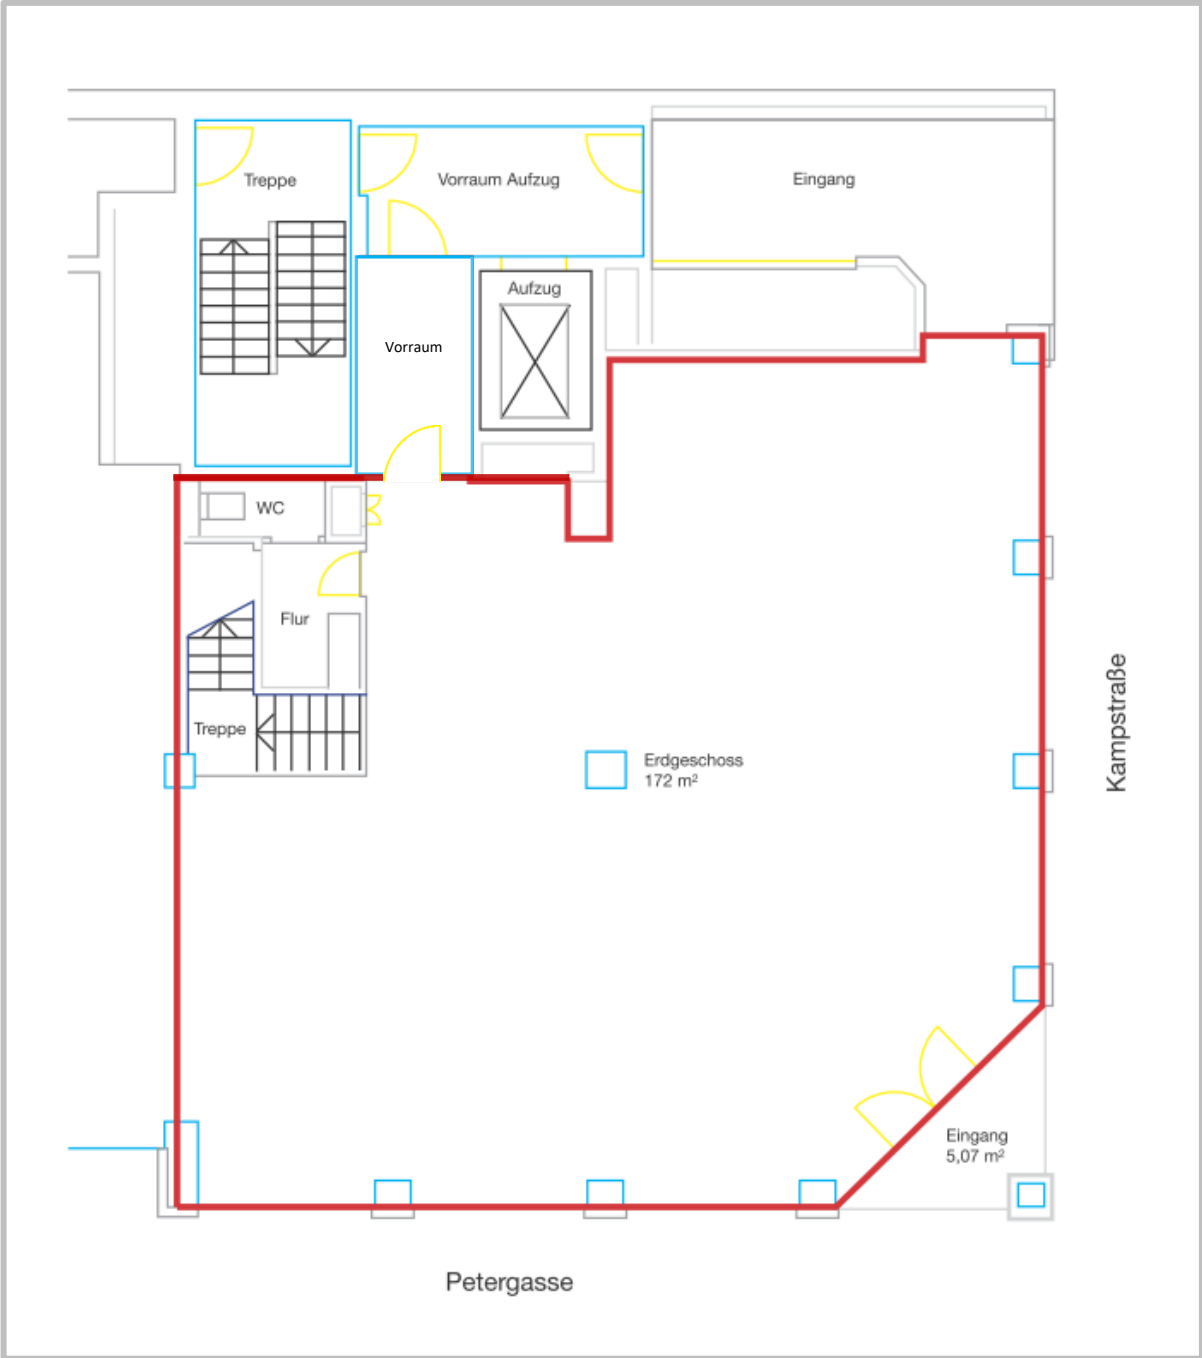 Treppe
Vorraum Aufzug
Eingang
Aufzug
Vorraum
WC
Flur
Treppe
Erdgeschoss
172 m²
Kampstraße
Eingang
5,07 m²
Petergasse